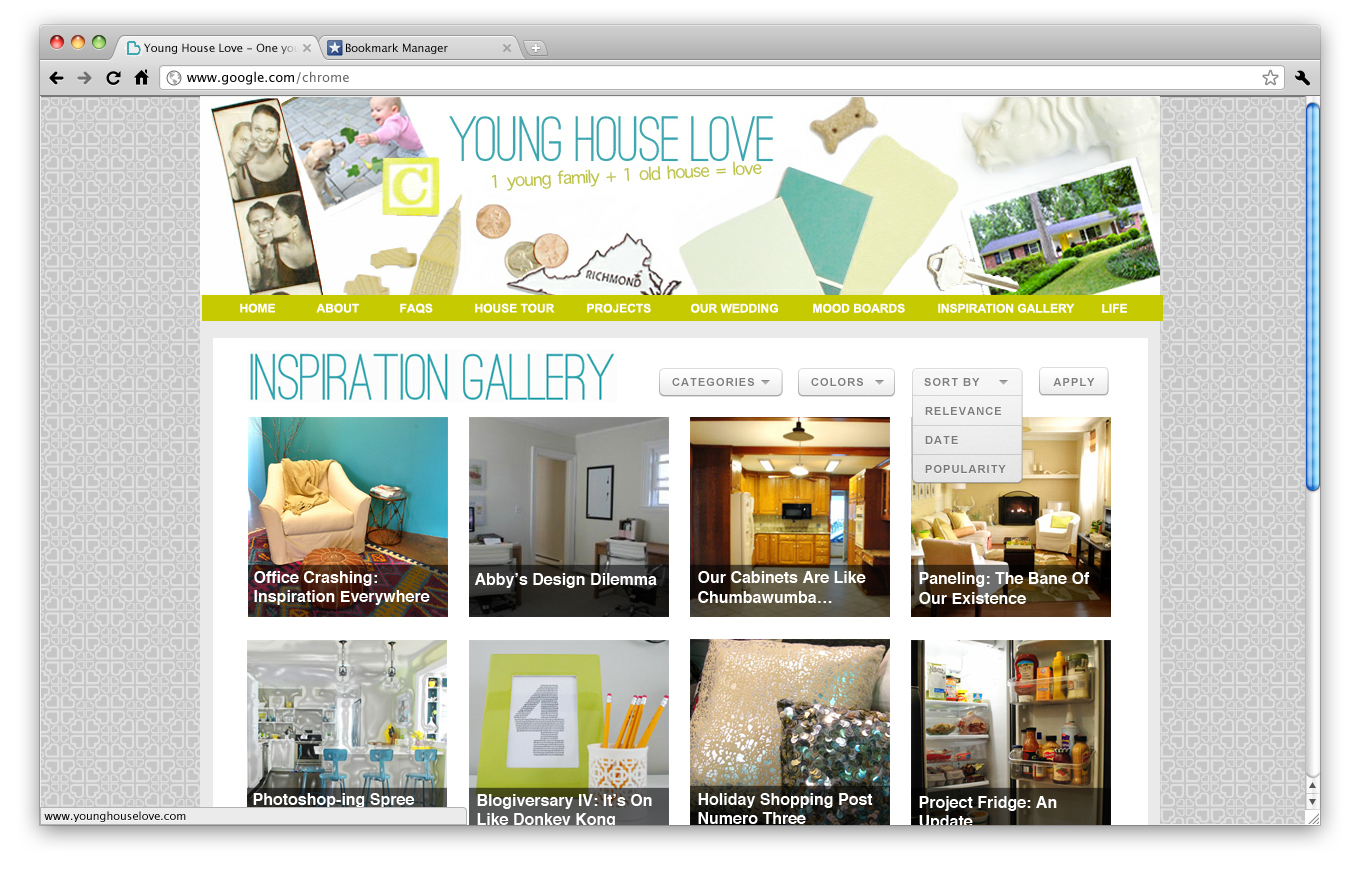 Young House Love – One yo
Bookmark Manager
www.google.com/chrome
YOUNG HOUSE LOVE
1 young family + 1 old house = love
C
RICHMOND
HOME ABOUT FAQS HOUSE TOUR PROJECTS OUR WEDDING MOOD BOARDS INSPIRATION GALLERY LIFE
INSPIRATION GALLERY
CATEGORIES COLORS SORT BY APPLY
RELEVANCE
DATE
POPULARITY
Office Crashing:
Inspiration Everywhere
Abby's Design Dilemma
Our Cabinets Are Like
Chumbawumba...
Paneling: The Bane Of
Our Existence
4
Photoshop-ing Spree
Blogiversary IV: It's On
Like Donkey Kong
Holiday Shopping Post
Numero Three
Project Fridge: An
Update
www.younghouselove.com